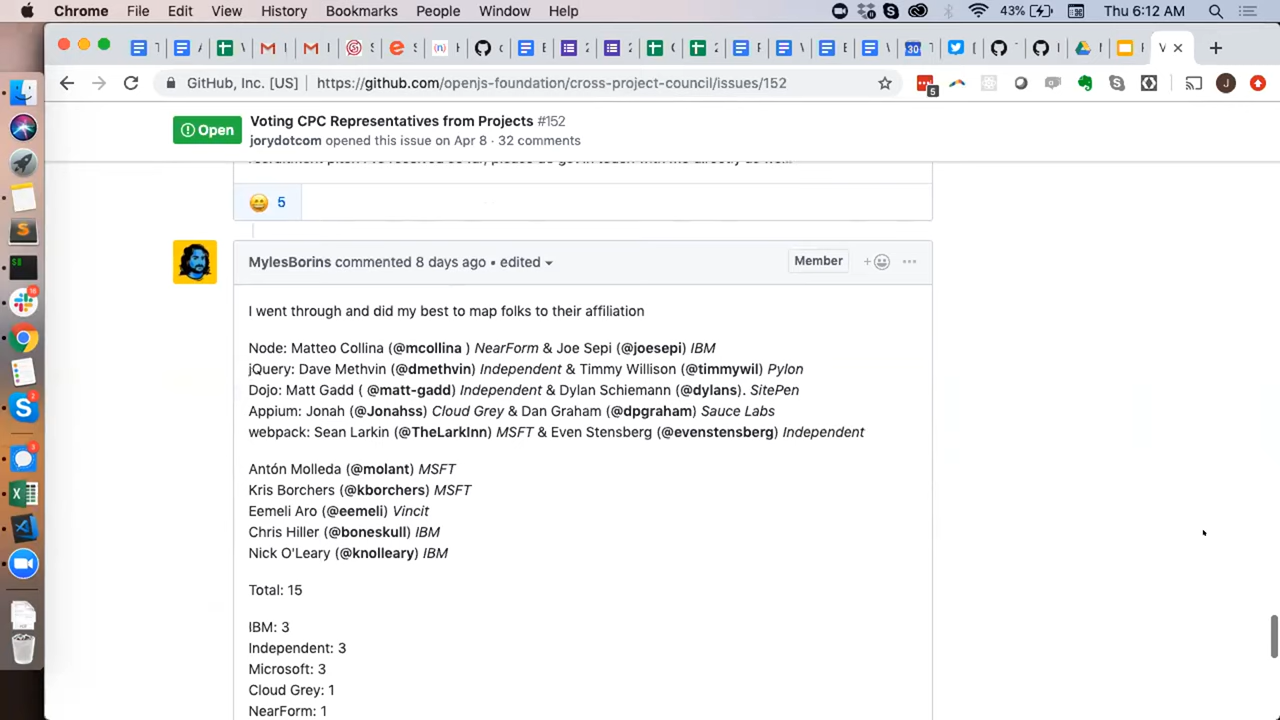 Chrome File Edit View History Bookmarks People Window Help 43% Thu 6:12 AM
GitHub, Inc. [US] https://github.com/openjs-foundation/cross-project-council/issues/152
Open Voting CPC Representatives from Projects #152
jorydotcom opened this issue on Apr 8 · 32 comments
5
MylesBorins commented 8 days ago • edited Member
I went through and did my best to map folks to their affiliation
Node: Matteo Collina (@mcollina ) NearForm & Joe Sepi (@joesepi) IBM
jQuery: Dave Methvin (@dmethvin) Independent & Timmy Willison (@timmywil) Pylon
Dojo: Matt Gadd ( @matt-gadd) Independent & Dylan Schiemann (@dylans). SitePen
Appium: Jonah (@Jonahss) Cloud Grey & Dan Graham (@dpgraham) Sauce Labs
webpack: Sean Larkin (@TheLarkInn) MSFT & Even Stensberg (@evenstensberg) Independent
Antón Molleda (@molant) MSFT
Kris Borchers (@kborchers) MSFT
Eemeli Aro (@eemeli) Vincit
Chris Hiller (@boneskull) IBM
Nick O'Leary (@knolleary) IBM
Total: 15
IBM: 3
Independent: 3
Microsoft: 3
Cloud Grey: 1
NearForm: 1